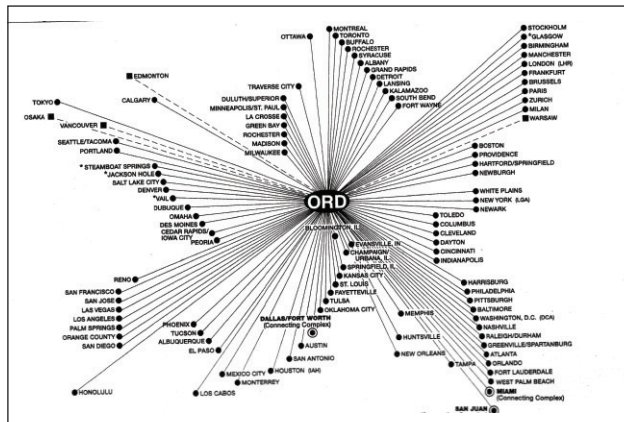 MONTREAL
TORONTO
OTTAWA
BUFFALO
ROCHESTER
SYRACUSE
ALBANY
GRAND RAPIDS
DETROIT
LANSING
KALAMAZOO
SOUTH BEND
FORT WAYNE
STOCKHOLM
*GLASGOW
BIRMINGHAM
MANCHESTER
LONDON (LHR)
FRANKFURT
BRUSSELS
PARIS
ZURICH
MILAN
WARSAW
EDMONTON
TRAVERSE CITY
CALGARY
TOKYO
OSAKA
VANCOUVER
SEATTLE/TACOMA
PORTLAND
DULUTH/SUPERIOR
MINNEAPOLIS/ST. PAUL
LA CROSSE
GREEN BAY
ROCHESTER
MADISON
MILWAUKEE
BOSTON
PROVIDENCE
HARTFORD/SPRINGFIELD
NEWBURGH
*STEAMBOAT SPRINGS
*JACKSON HOLE
SALT LAKE CITY
DENVER
*VAIL
DUBUQUE
OMAHA
DES MOINES
CEDAR RAPIDS/
IOWA CITY
PEORIA
ORD
WHITE PLAINS
NEW YORK (LGA)
NEWARK
TOLEDO
COLUMBUS
CLEVELAND
DAYTON
CINCINNATI
INDIANAPOLIS
BLOOMINGTON, IL
EVANSVILLE, IN
CHAMPAIGN/
URBANA, IL
SPRINGFIELD, IL
KANSAS CITY
ST. LOUIS
FAYETTEVILLE
TULSA
OKLAHOMA CITY
RENO
SAN FRANCISCO
SAN JOSE
LAS VEGAS
LOS ANGELES
PALM SPRINGS
ORANGE COUNTY
SAN DIEGO
HONOLULU
PHOENIX
TUCSON
ALBUQUERQUE
EL PASO
DALLAS/FORT WORTH
(Connecting Complex)
AUSTIN
SAN ANTONIO
HOUSTON (IAH)
MEXICO CITY
MONTERREY
LOS CABOS
MEMPHIS
HUNTSVILLE
NEW ORLEANS
TAMPA
HARRISBURG
PHILADELPHIA
PITTSBURGH
BALTIMORE
WASHINGTON, D.C. (DCA)
NASHVILLE
RALEIGH/DURHAM
GREENVILLE/SPARTANBURG
ATLANTA
ORLANDO
FORT LAUDERDALE
WEST PALM BEACH
MIAMI
(Connecting Complex)
SAN JUAN